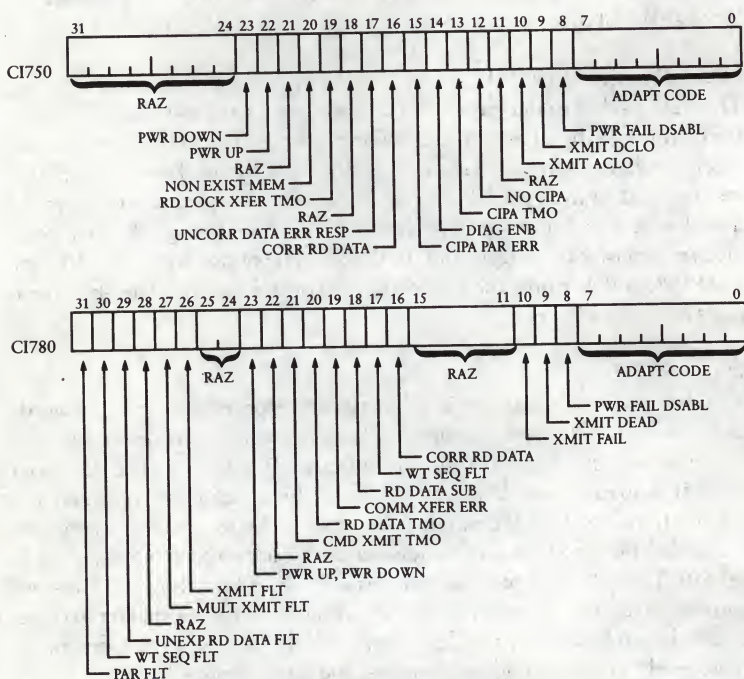 31 24 23 22 21 20 19 18 17 16 15 14 13 12 11 10 9 8 7 0
CI750
RAZ
ADAPT CODE
PWR DOWN
PWR FAIL DSABL
PWR UP
XMIT DCLO
RAZ
XMIT ACLO
NON EXIST MEM
RAZ
RD LOCK XFER TMO
NO CIPA
RAZ
CIPA TMO
UNCORR DATA ERR RESP
DIAG ENB
CORR RD DATA
CIPA PAR ERR
31 30 29 28 27 26 25 24 23 22 21 20 19 18 17 16 15 11 10 9 8 7 0
CI780
RAZ
RAZ
ADAPT CODE
PWR FAIL DSABL
XMIT DEAD
XMIT FAIL
CORR RD DATA
WT SEQ FLT
RD DATA SUB
COMM XFER ERR
RD DATA TMO
CMD XMIT TMO
RAZ
PWR UP, PWR DOWN
XMIT FLT
MULT XMIT FLT
RAZ
UNEXP RD DATA FLT
WT SEQ FLT
PAR FLT